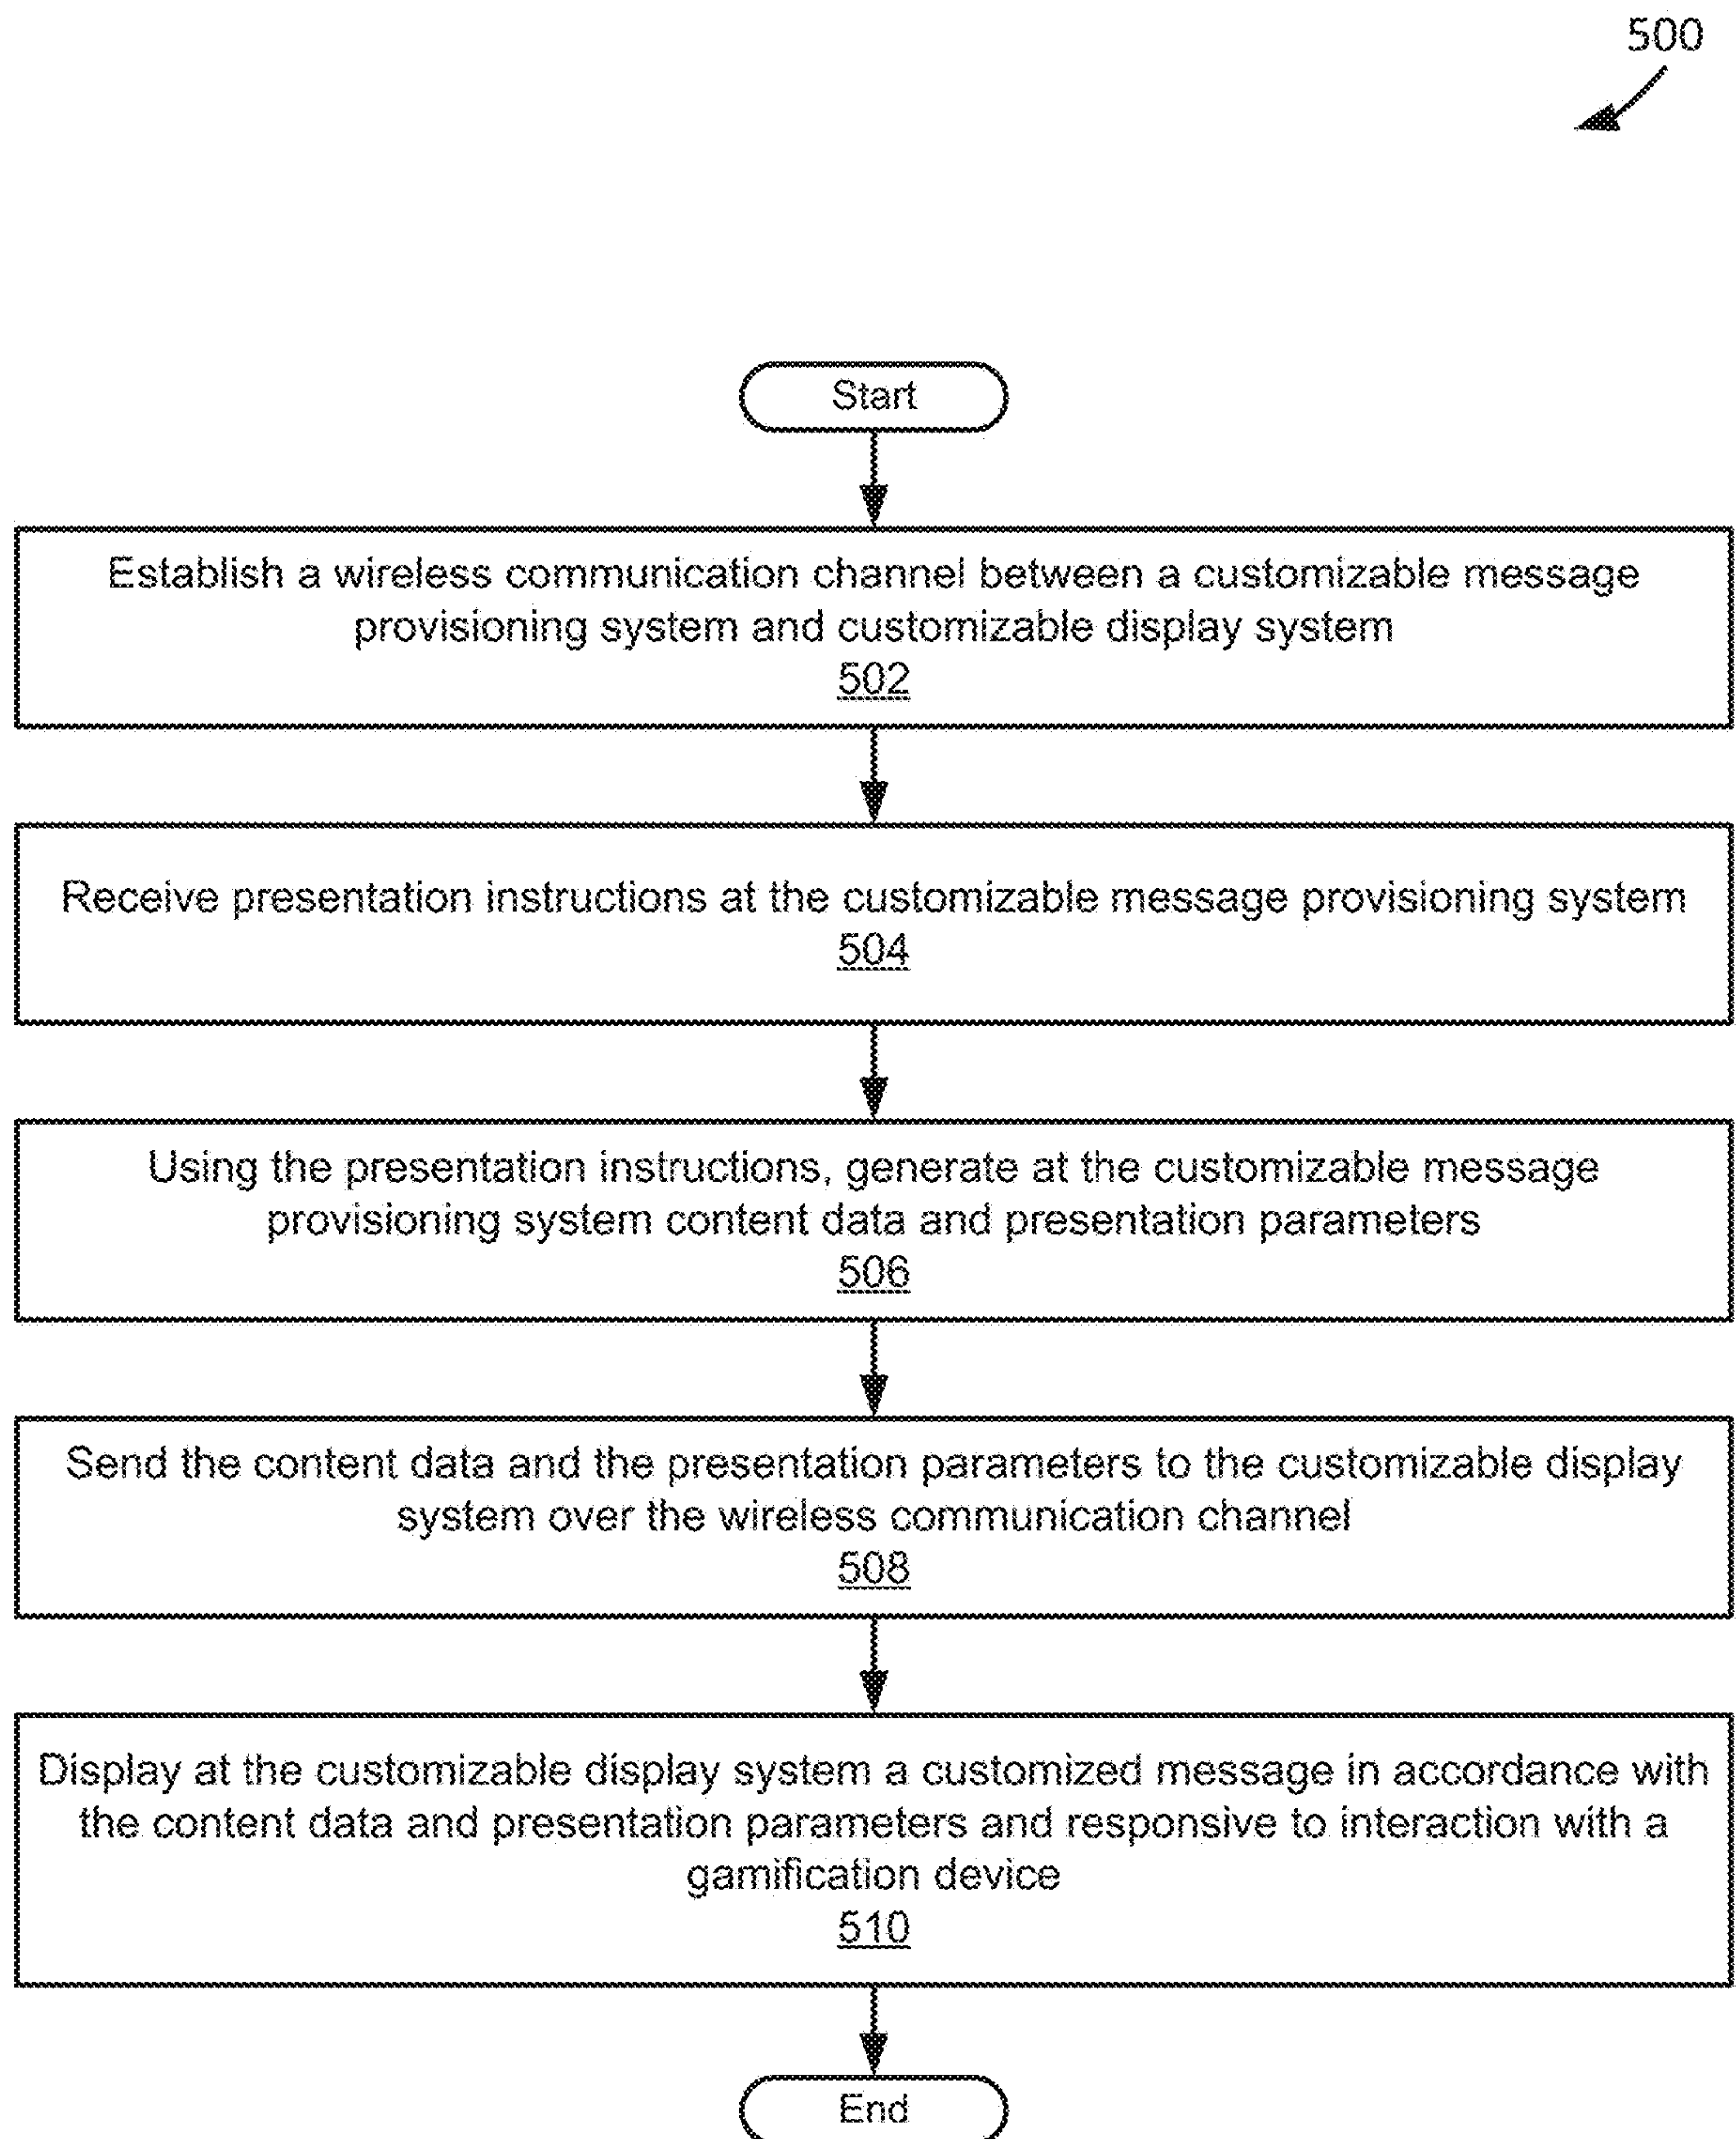 500
Start
Establish a wireless communication channel between a customizable message
provisioning system and customizable display system
502
Receive presentation instructions at the customizable message provisioning system
504
Using the presentation instructions, generate at the customizable message
provisioning system content data and presentation parameters
506
Send the content data and the presentation parameters to the customizable display
system over the wireless communication channel
508
Display at the customizable display system a customized message in accordance with
the content data and presentation parameters and responsive to interaction with a
gamification device
510
End